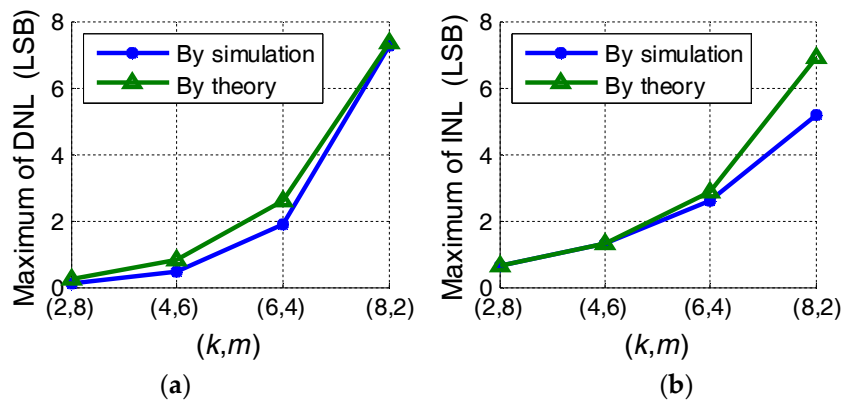 Maximum of DNL (LSB)
8
6
4
2
0
By simulation
By theory
(2,8) (4,6) (6,4) (8,2)
(k,m)
(a)
Maximum of INL (LSB)
8
6
4
2
0
By simulation
By theory
(2,8) (4,6) (6,4) (8,2)
(k,m)
(b)